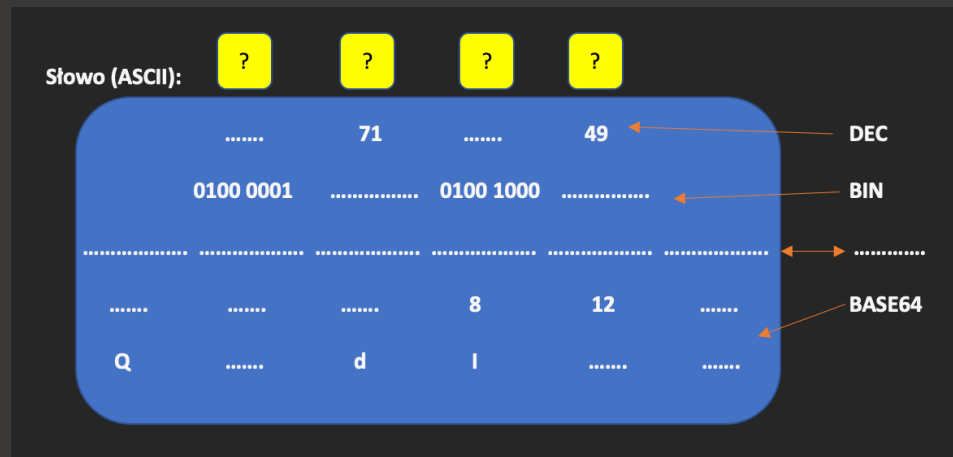 ? ? ? ?
Słowo (ASCII):
....... 71 ....... 49 DEC
0100 0001 ................ 0100 1000 ................ BIN
................... ................... ................... ................... ................... ................... .............
....... ....... ....... 8 12 ....... BASE64
Q ....... d I ....... .......